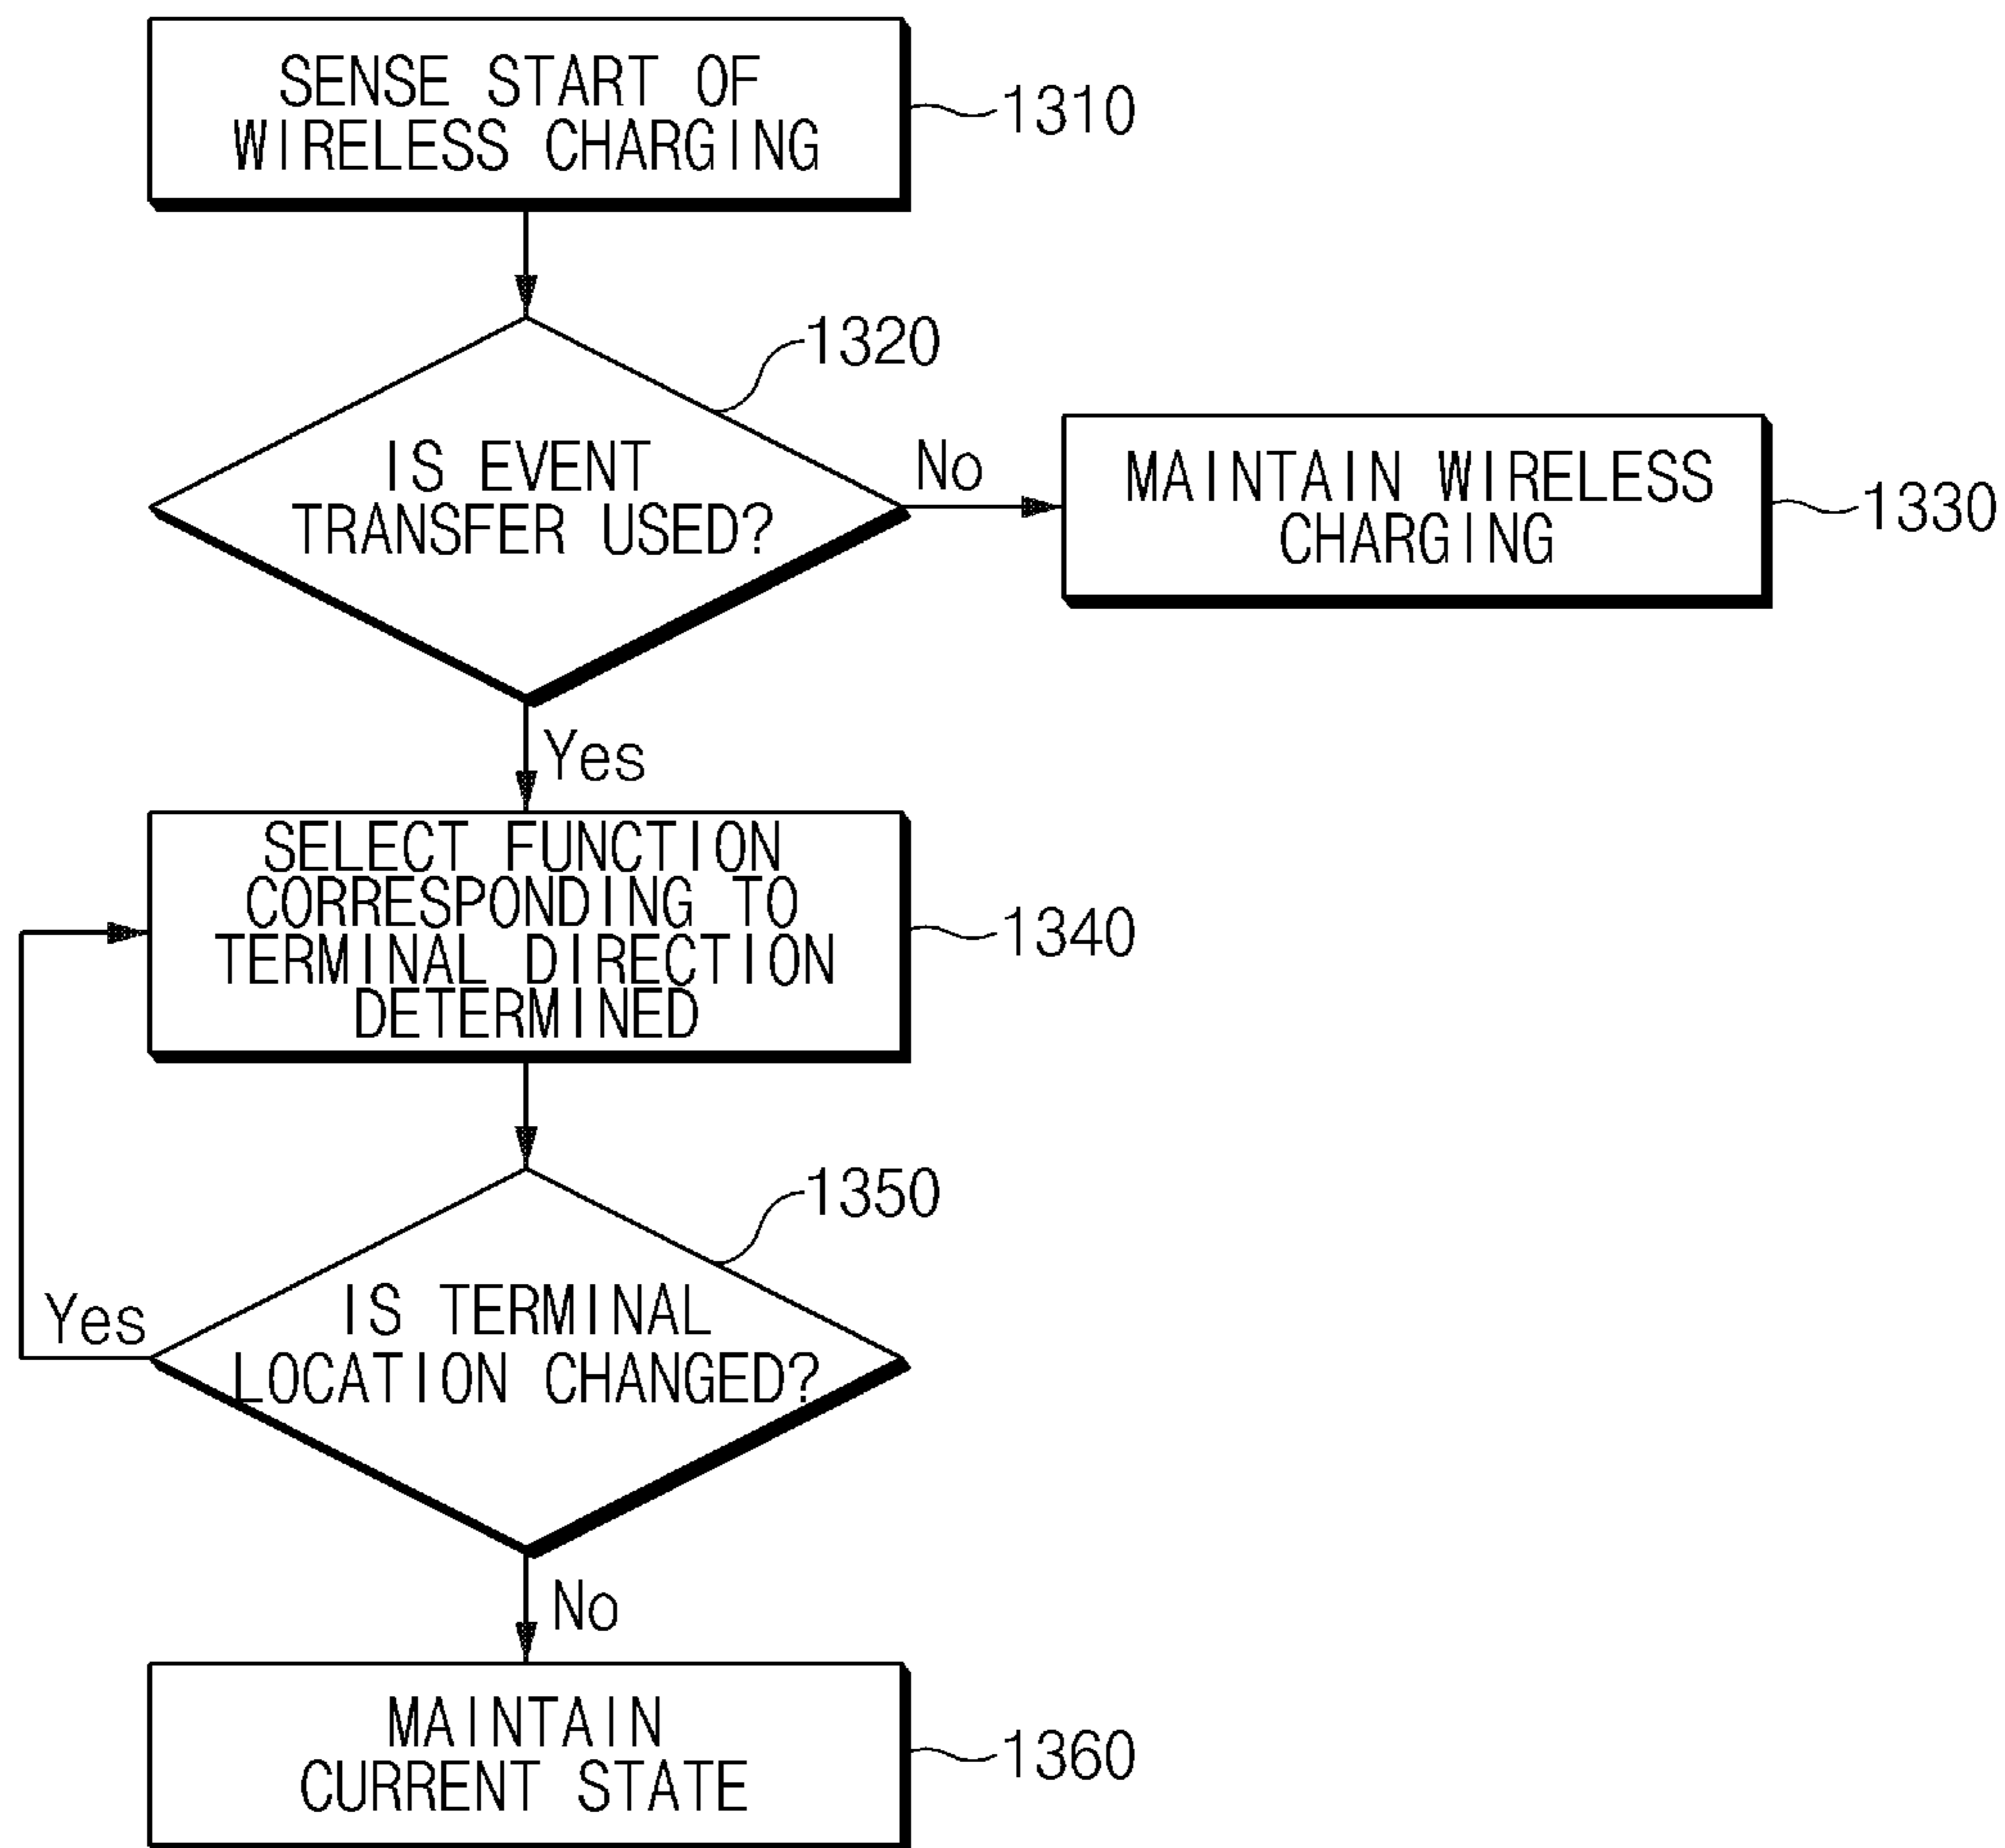 SENSE START OF
WIRELESS CHARGING
1310
1320
IS EVENT
TRANSFER USED?
No
MAINTAIN WIRELESS
CHARGING
1330
Yes
SELECT FUNCTION
CORRESPONDING TO
TERMINAL DIRECTION
DETERMINED
1340
1350
IS TERMINAL
LOCATION CHANGED?
Yes
No
MAINTAIN
CURRENT STATE
1360